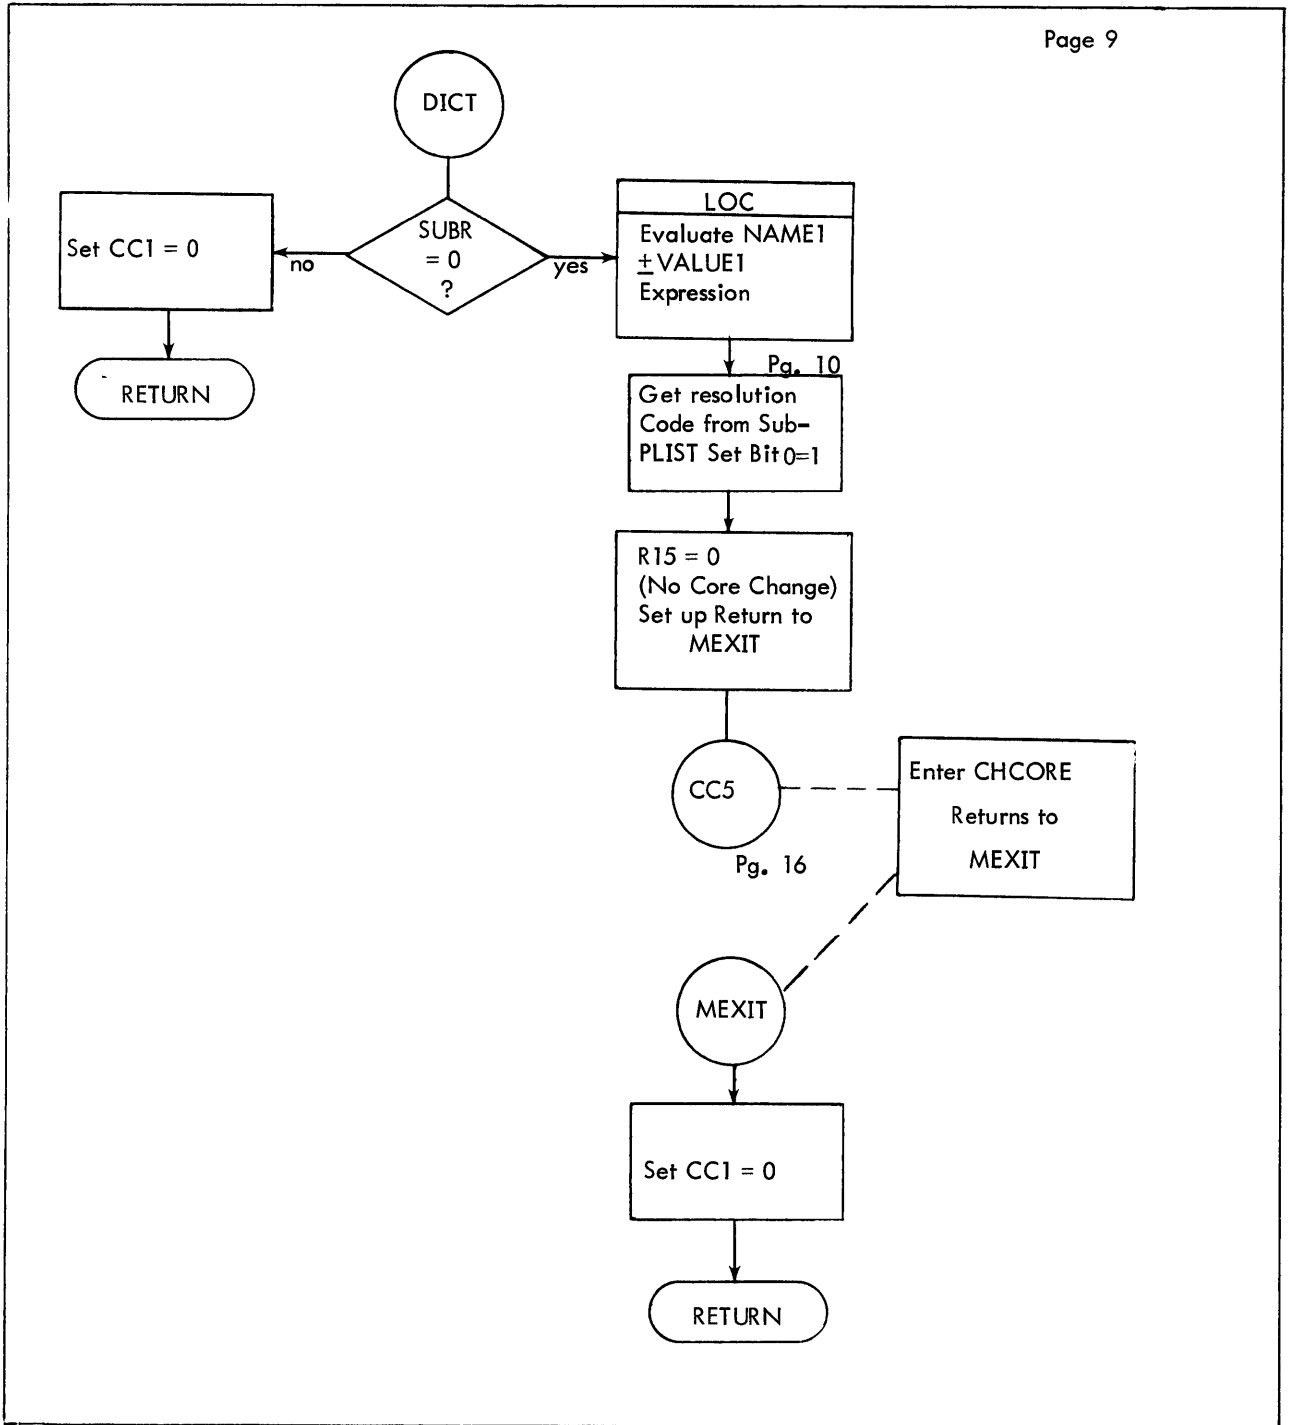 Page 9
DICT
SUBR
= 0
?
no
yes
Set CC1 = 0
RETURN
LOC
Evaluate NAME1
±VALUE1
Expression
Pg. 10
Get resolution
Code from Sub-
PLIST Set Bit 0=1
R15 = 0
(No Core Change)
Set up Return to
MEXIT
CC5
Pg. 16
Enter CHCORE
Returns to
MEXIT
MEXIT
Set CC1 = 0
RETURN